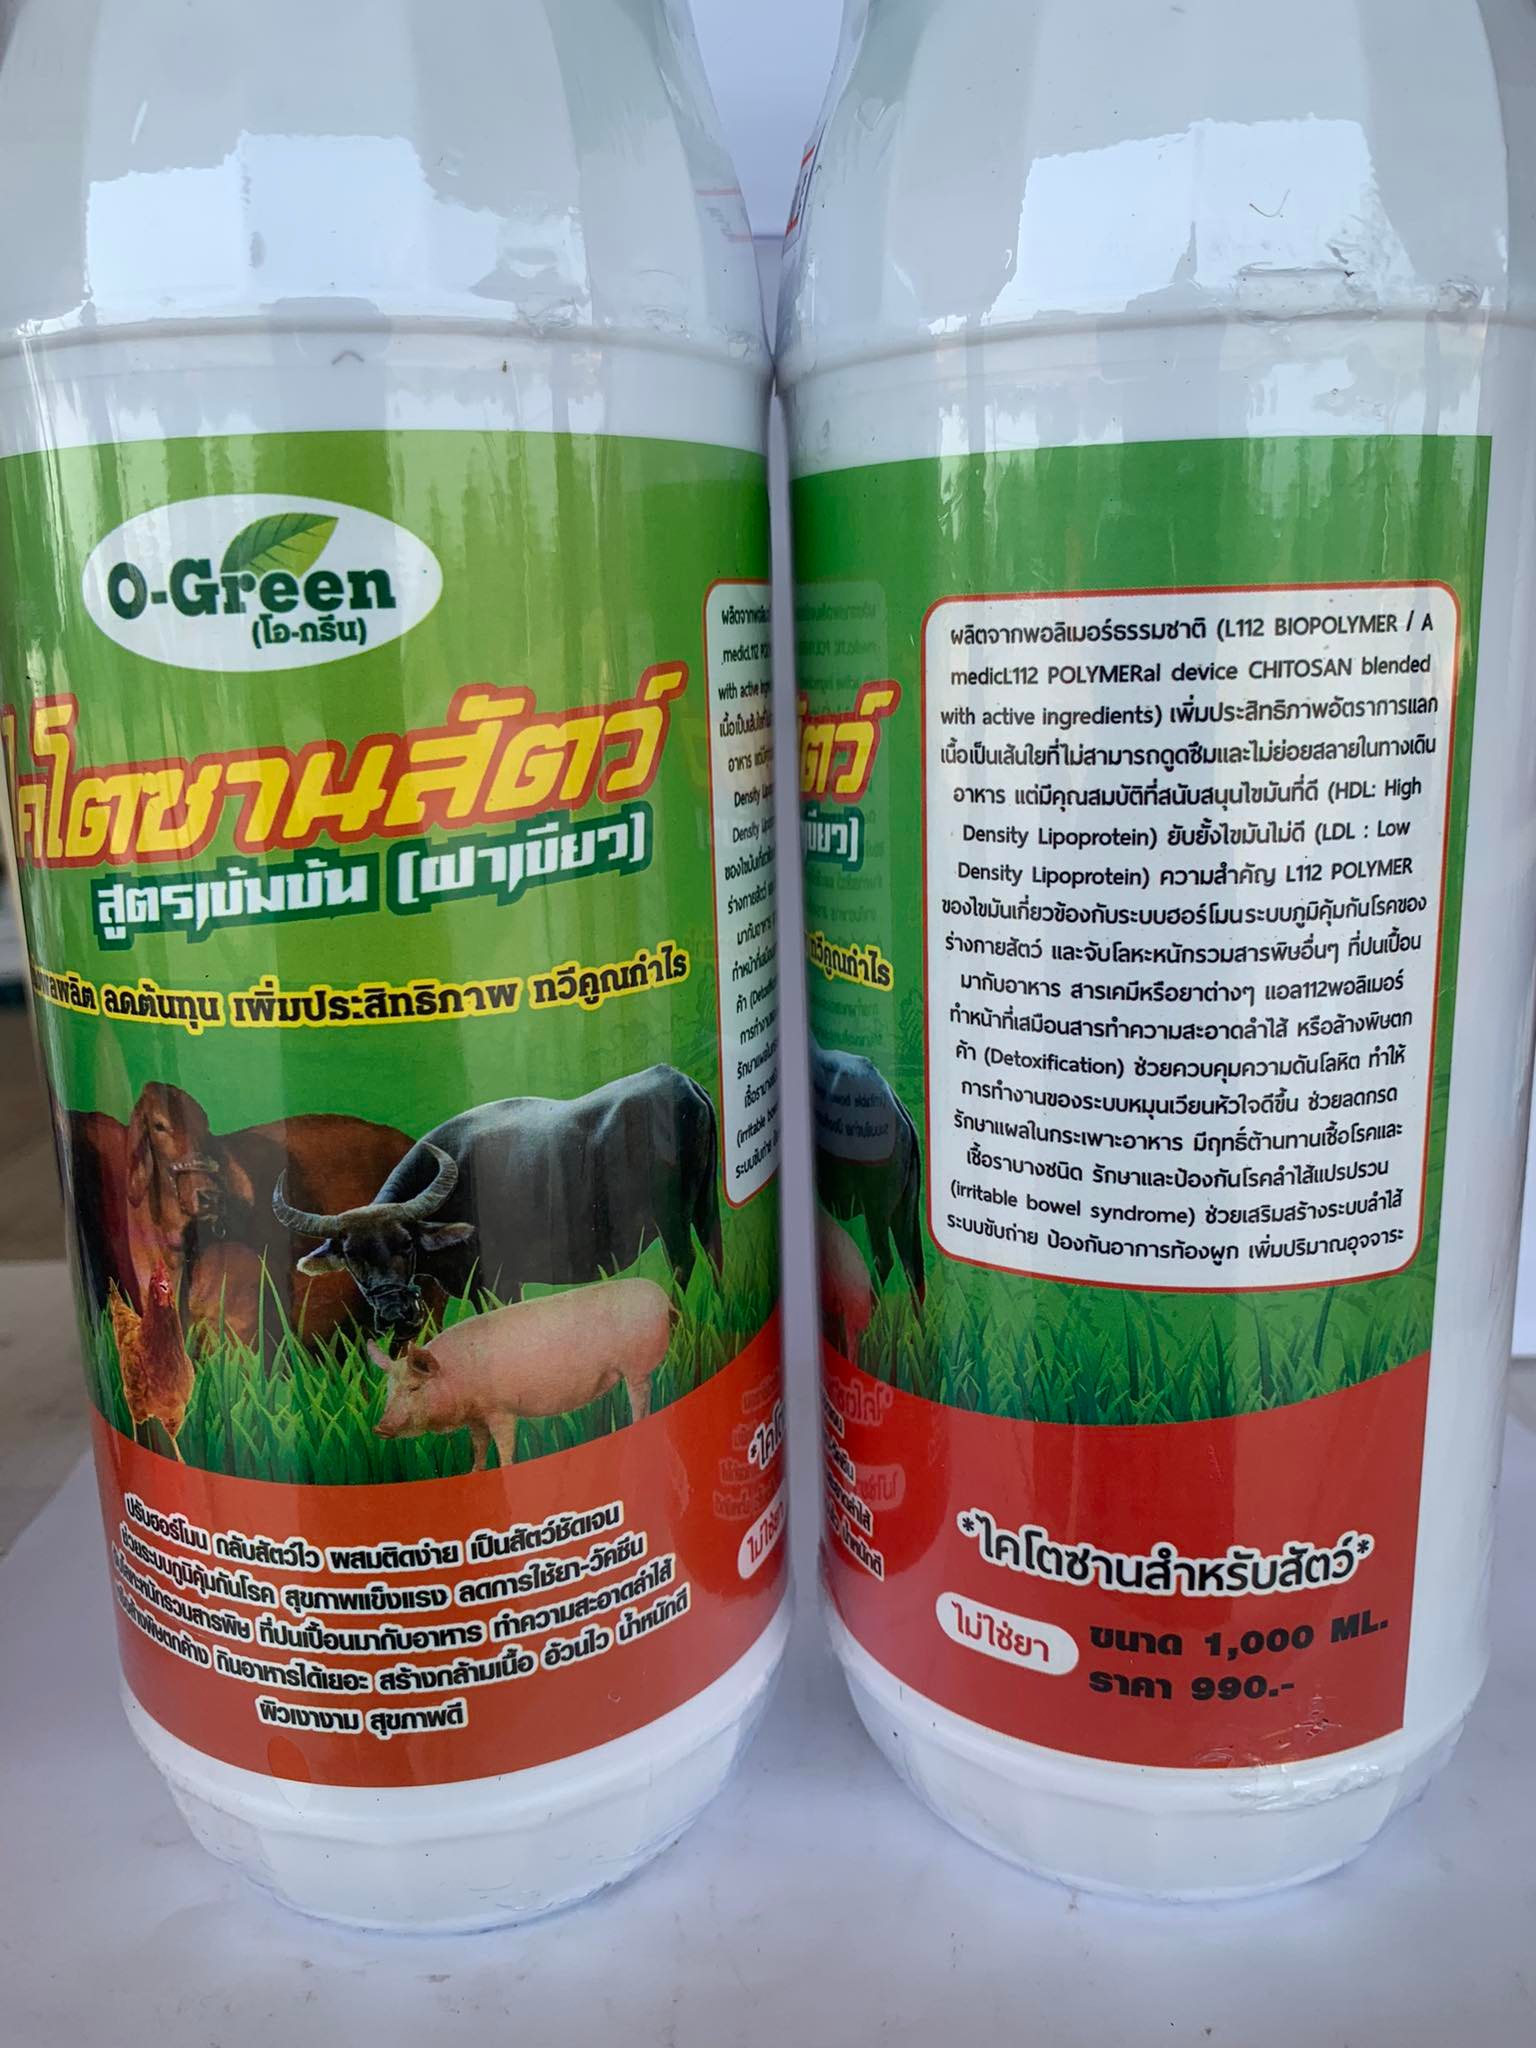 O-Green
(โอ-กรีน)
ไคโตซานสัตว์
สูตรเข้มข้น (ฝาเขียว)
ลดต้นทุน เพิ่มประสิทธิภาพ ทวีคูณกำไร
ปรับฮอร์โมน กลับสัตว์ไว ผสมติดง่าย เป็นสัตว์ชัดเจน
ช่วยระบบภูมิคุ้มกันโรค สุขภาพแข็งแรง ลดการใช้ยา-วัคซีน
โลหะหนักรวมสารพิษ ที่ปนเปื้อนมากับอาหาร ทำความสะอาดลำไส้
ล้างพิษตกค้าง กินอาหารได้เยอะ สร้างกล้ามเนื้อ อ้วนไว น้ำหนักดี
ผิวเงางาม สุขภาพดี
ผลิตจากพอลิเมอร์ธรรมชาติ (L112 BIOPOLYMER / A
medicL112 POLYMERal device CHITOSAN blended
with active ingredients) เพิ่มประสิทธิภาพอัตราการแลก
เนื้อเป็นเส้นใยที่ไม่สามารถดูดซึมและไม่ย่อยสลายในทางเดิน
อาหาร แต่มีคุณสมบัติที่สนับสนุนไขมันที่ดี (HDL: High
Density Lipoprotein) ยับยั้งไขมันไม่ดี (LDL : Low
Density Lipoprotein) ความสำคัญ L112 POLYMER
ของไขมันเกี่ยวข้องกับระบบฮอร์โมนระบบภูมิคุ้มกันโรคของ
ร่างกายสัตว์ และจับโลหะหนักรวมสารพิษอื่นๆ ที่ปนเปื้อน
มากับอาหาร สารเคมีหรือยาต่างๆ แอล112พอลิเมอร์
ทำหน้าที่เสมือนสารทำความสะอาดลำไส้ หรือล้างพิษตก
ค้า (Detoxification) ช่วยควบคุมความดันโลหิต ทำให้
การทำงานของระบบหมุนเวียนหัวใจดีขึ้น ช่วยลดกรด
รักษาแผลในกระเพาะอาหาร มีฤทธิ์ต้านทานเชื้อโรคและ
เชื้อราบางชนิด รักษาและป้องกันโรคลำไส้แปรปรวน
(irritable bowel syndrome) ช่วยเสริมสร้างระบบลำไส้
ระบบขับถ่าย ป้องกันอาการท้องผูก เพิ่มปริมาณอุจจาระ
*ไคโตซานสำหรับสัตว์*
ไม่ใช่ยา ขนาด 1,000 ML.
ราคา 990.-